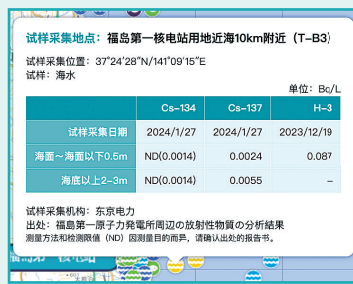 试样采集地点：福岛第一核电站用地近海10km附近（T-B3）
试样采集位置：37°24'28"N/141°09'15"E
试样：海水
单位：Bq/L
Cs-134 Cs-137 H-3
试样采集日期 2024/1/27 2024/1/27 2023/12/19
海面～海面以下0.5m ND(0.0014) 0.0024 0.087
海底以上2-3m ND(0.0014) 0.0055 –
试样采集机构：东京电力
出处：福島第一原子力発電所周辺の放射性物質の分析結果
测量方法和检测限值（ND）因测量目的而异，请确认出处的报告书。